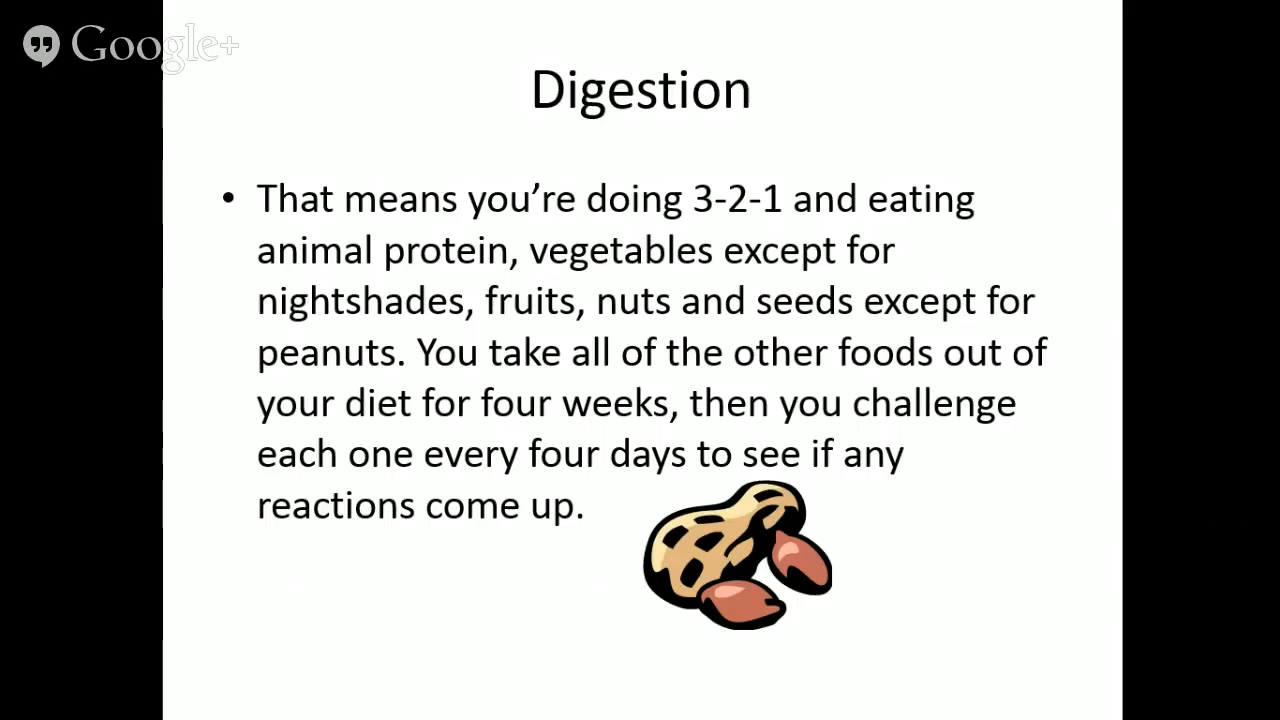 Google+
Digestion
• That means you’re doing 3-2-1 and eating
animal protein, vegetables except for
nightshades, fruits, nuts and seeds except for
peanuts. You take all of the other foods out of
your diet for four weeks, then you challenge
each one every four days to see if any
reactions come up.